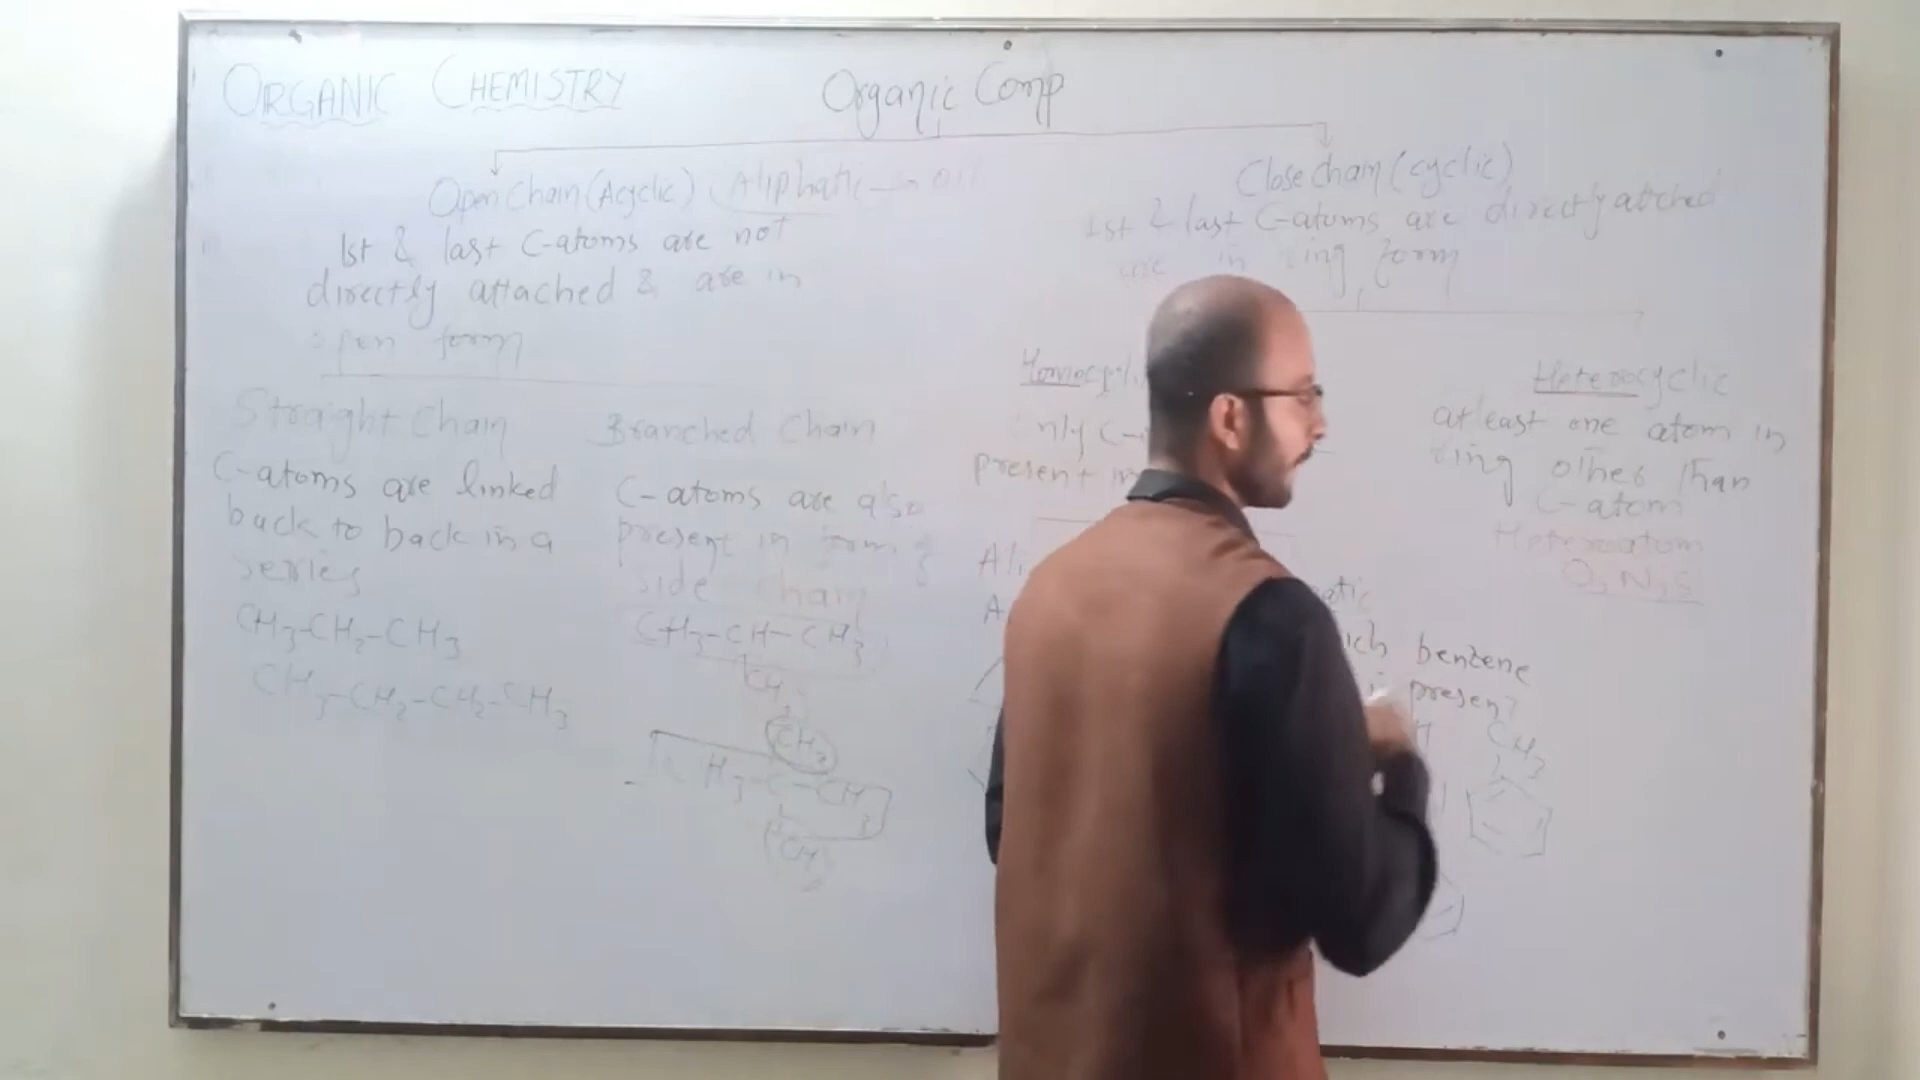 ORGANIC CHEMISTRY
Organic Comp
Open Chain (Acyclic) (Aliphatic → oil
1st & last C-atoms are not
directly attached & are in
open form
Straight Chain
C-atoms are linked
back to back in a
series
CH3-CH2-CH3
CH3-CH2-CH2-CH3
Branched Chain
C-atoms are also
present in form of
side chain
CH3-CH-CH3
CH3
CH3
CH3-C-CH3
CH3
Close chain (cyclic)
1st & last C-atoms are directly atached
are in ring form
present in
benzene
present
CH3
Heterocyclic
atleast one atom in
ring other than
C-atom
Heteroatom
O, N, S